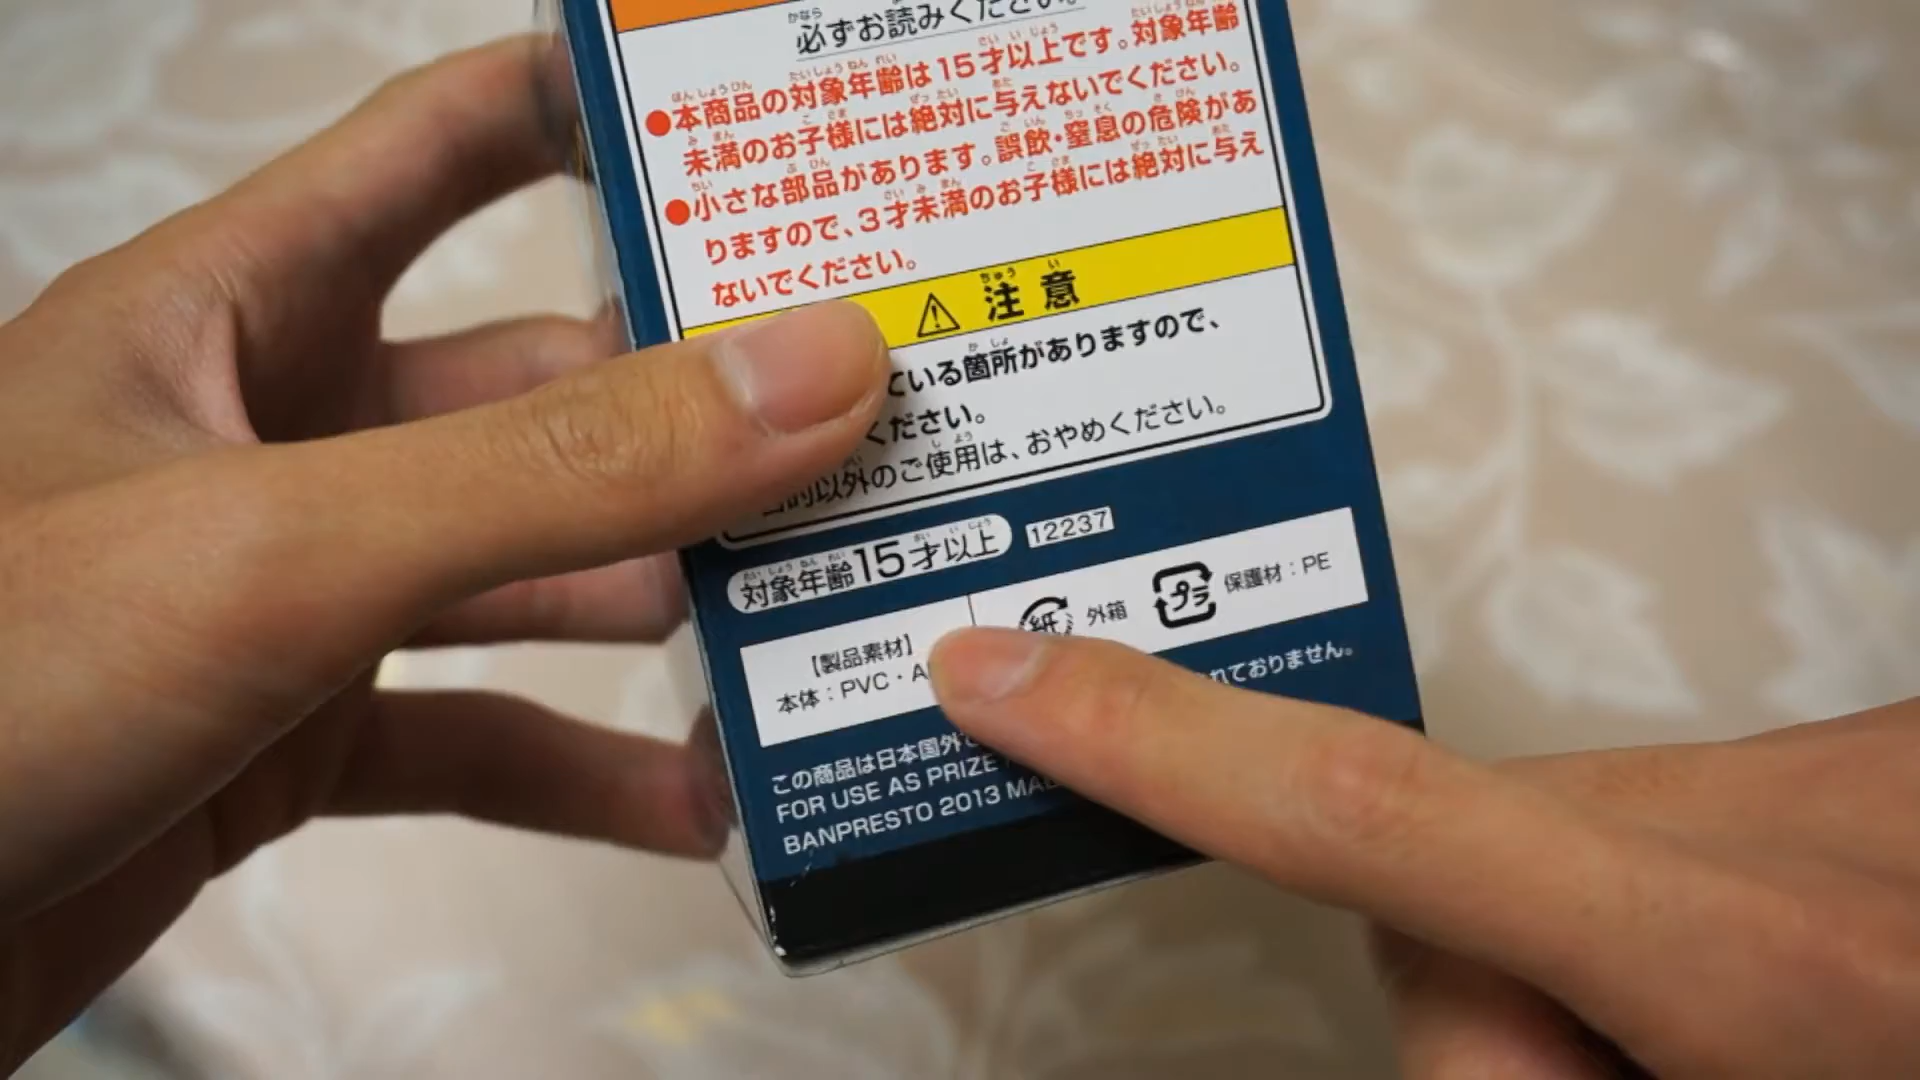 必ずお読みください。
●本商品の対象年齢は15才以上です。対象年齢
未満のお子様には絶対に与えないでください。
●小さな部品があります。誤飲・窒息の危険があ
りますので、3才未満のお子様には絶対に与え
ないでください。
注意
ている箇所がありますので、
ください。
以外のご使用は、おやめください。
対象年齢15才以上 12237
紙 外箱 プラ 保護材：PE
【製品素材】
本体：PVC・A
れておりません。
この商品は日本国外で
FOR USE AS PRIZE
BANPRESTO 2013 MA